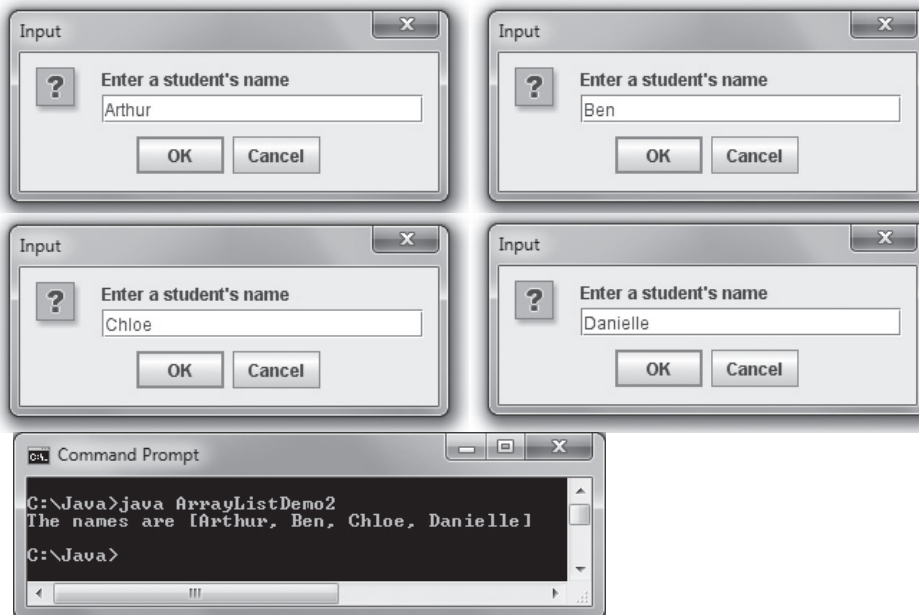 Input
Enter a student's name
Arthur
OK Cancel
Input
Enter a student's name
Ben
OK Cancel
Input
Enter a student's name
Chloe
OK Cancel
Input
Enter a student's name
Danielle
OK Cancel
Command Prompt
C:\Java>java ArrayListDemo2
The names are [Arthur, Ben, Chloe, Danielle]
C:\Java>